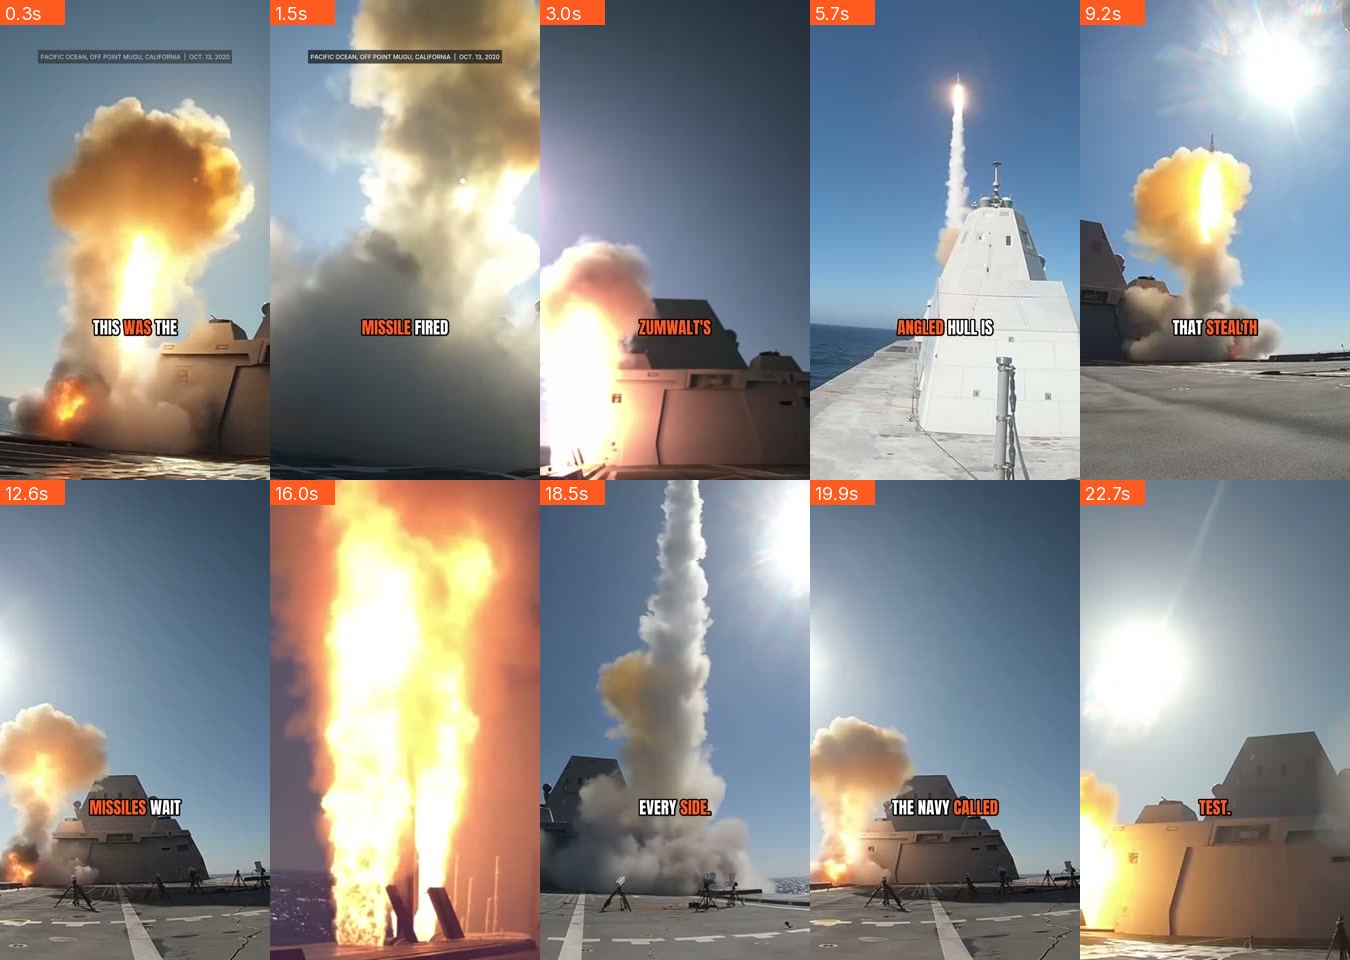 0.3s
PACIFIC OCEAN, OFF POINT MUGU, CALIFORNIA | OCT. 13, 2020
THIS WAS THE
1.5s
PACIFIC OCEAN, OFF POINT MUGU, CALIFORNIA | OCT. 13, 2020
MISSILE FIRED
3.0s
ZUMWALT'S
5.7s
ANGLED HULL IS
9.2s
THAT STEALTH
12.6s
MISSILES WAIT
16.0s
18.5s
EVERY SIDE.
19.9s
THE NAVY CALLED
22.7s
TEST.